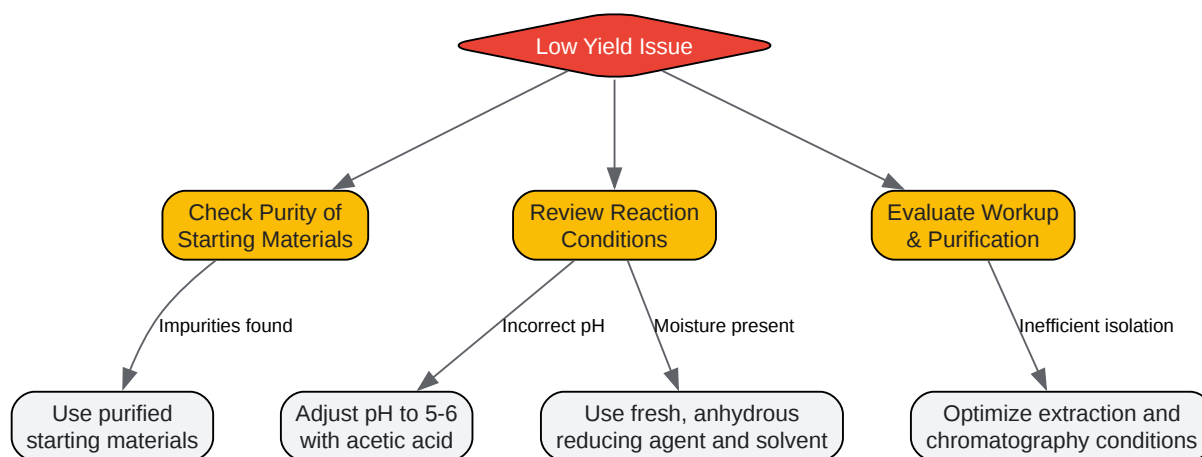 Low Yield Issue
Check Purity of
Starting Materials
Review Reaction
Conditions
Evaluate Workup
& Purification
Impurities found
Incorrect pH
Moisture present
Inefficient isolation
Use purified
starting materials
Adjust pH to 5-6
with acetic acid
Use fresh, anhydrous
reducing agent and solvent
Optimize extraction and
chromatography conditions